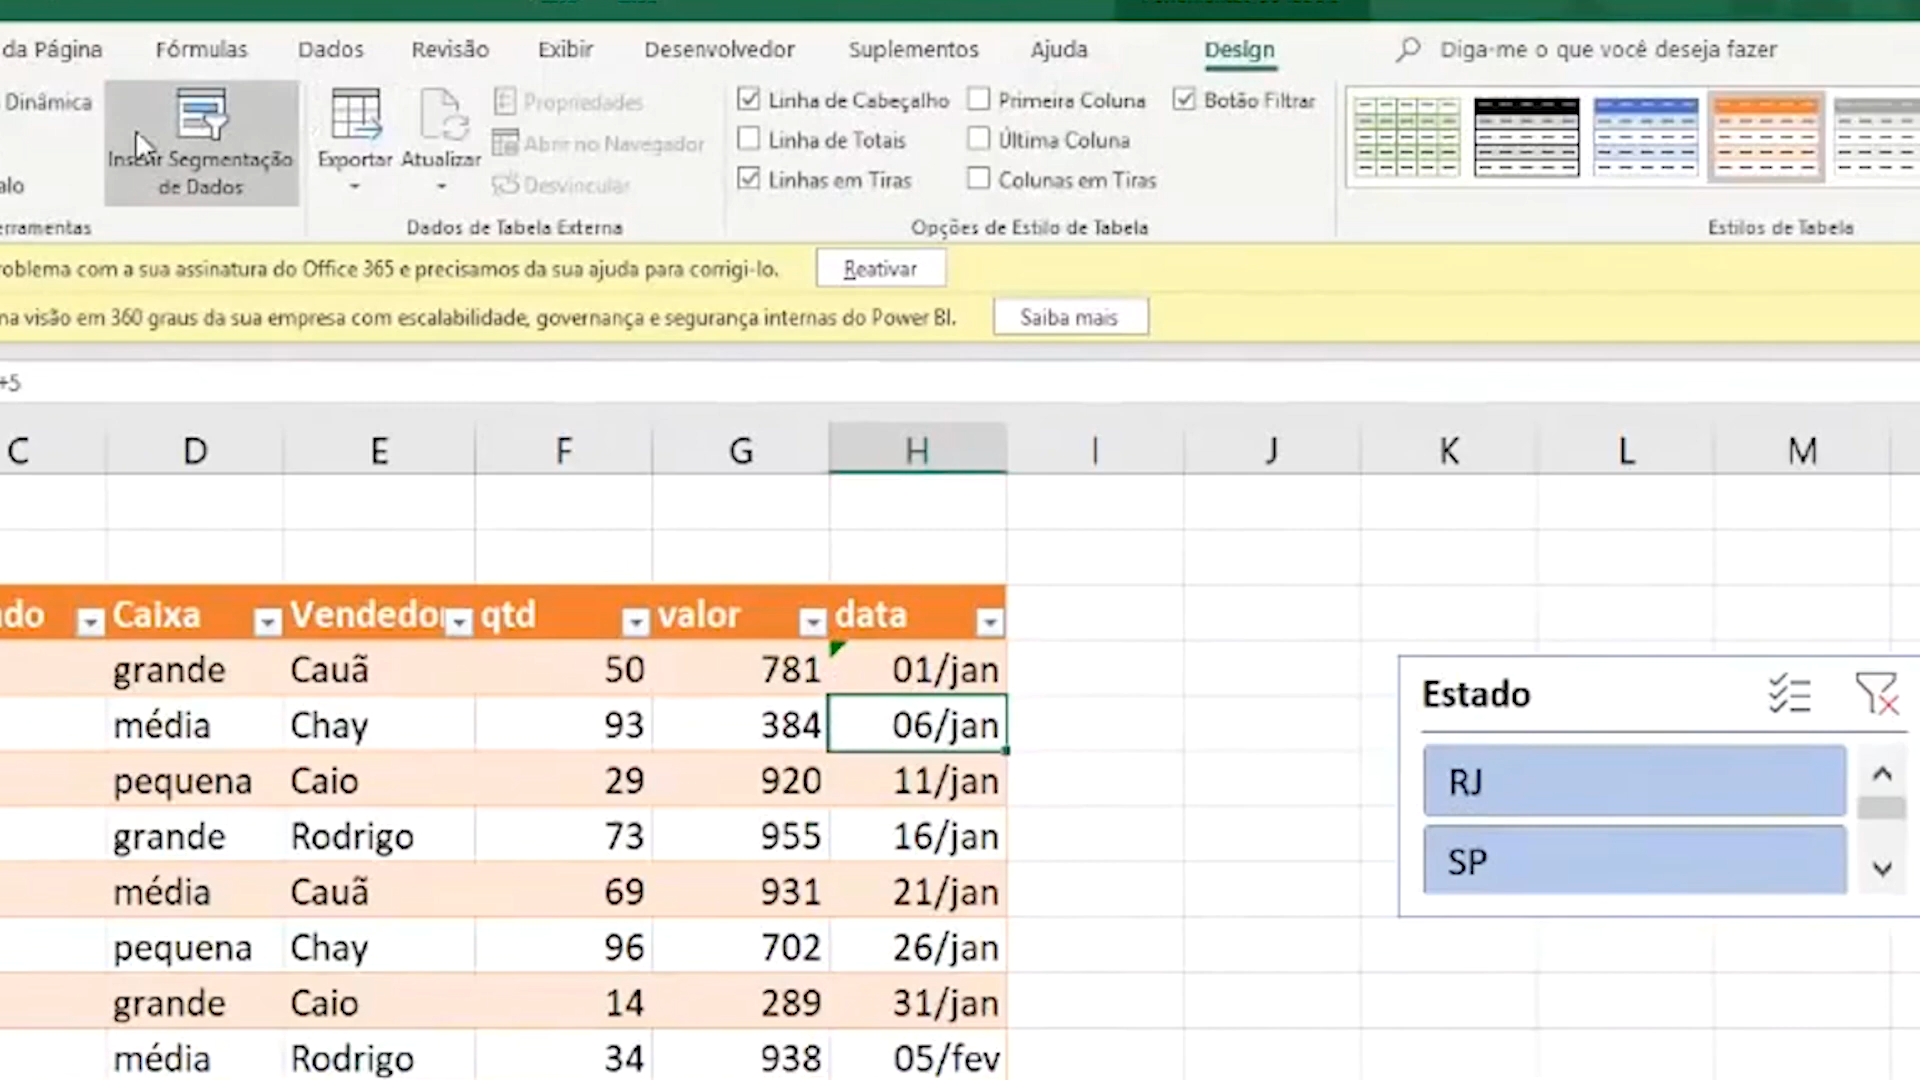 da Página Fórmulas Dados Revisão Exibir Desenvolvedor Suplementos Ajuda Design Diga-me o que você deseja fazer
Dinâmica Linha de Cabeçalho Primeira Coluna Botão Filtrar
Propriedades
Linha de Totais Última Coluna
Abrir no Navegador
Inserir Segmentação de Dados Exportar Atualizar
Linhas em Tiras Colunas em Tiras
alo Desvincular
erramentas Dados de Tabela Externa Opções de Estilo de Tabela Estilos de Tabela
roblema com a sua assinatura do Office 365 e precisamos da sua ajuda para corrigi-lo. Reativar
na visão em 360 graus da sua empresa com escalabilidade, governança e segurança internas do Power BI. Saiba mais
+5
C D E F G H I J K L M
do Caixa Vendedor qtd valor data
grande Cauã 50 781 01/jan
média Chay 93 384 06/jan
pequena Caio 29 920 11/jan
grande Rodrigo 73 955 16/jan
média Cauã 69 931 21/jan
pequena Chay 96 702 26/jan
grande Caio 14 289 31/jan
média Rodrigo 34 938 05/fev
Estado
RJ
SP